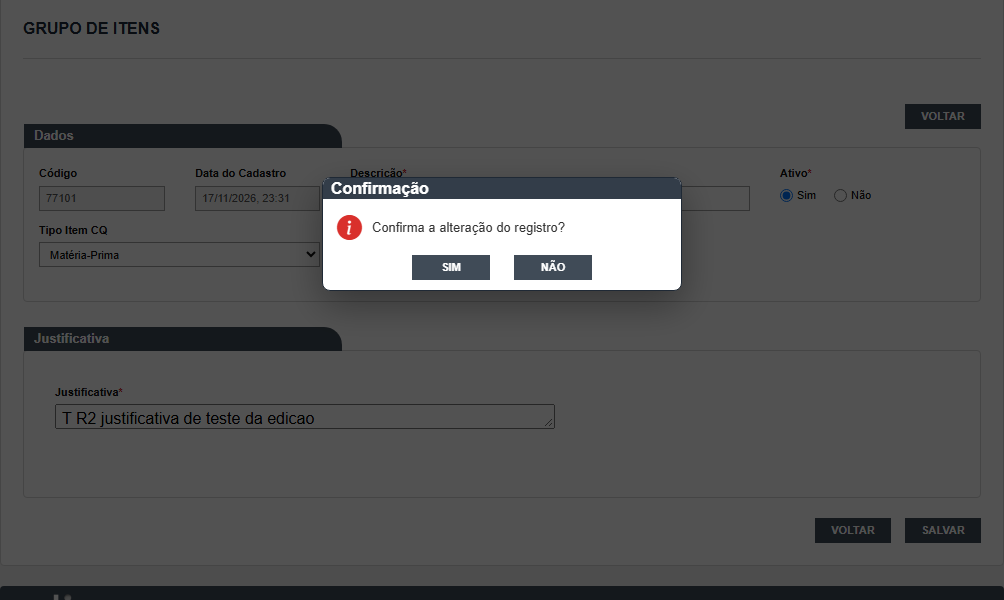 GRUPO DE ITENS
VOLTAR
Dados
Código
Data do Cadastro
Descrição*
Ativo*
77101
17/11/2026, 23:31
Sim
Não
Tipo Item CQ
Matéria-Prima
Confirmação
i
Confirma a alteração do registro?
SIM
NÃO
Justificativa
Justificativa*
T R2 justificativa de teste da edicao
VOLTAR
SALVAR